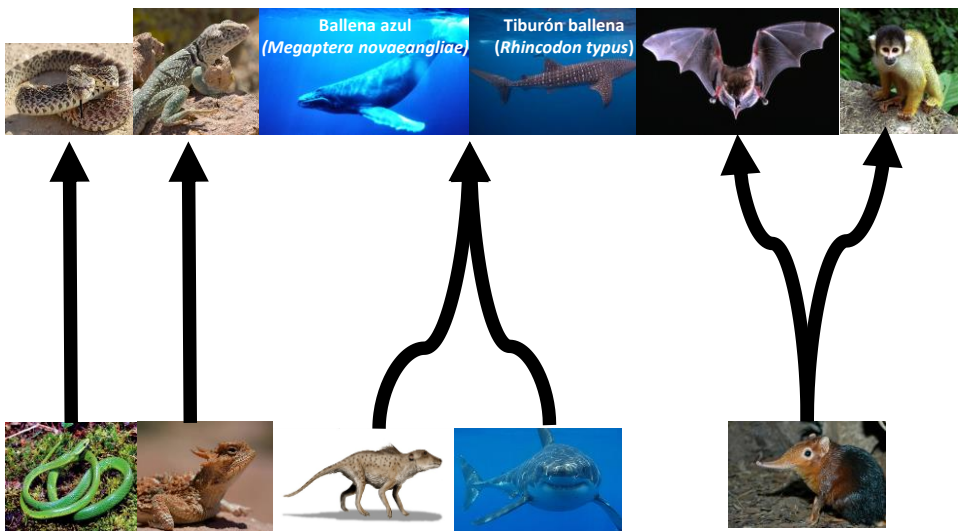 Ballena azul
(Megaptera novaeangliae)
Tiburón ballena
(Rhincodon typus)